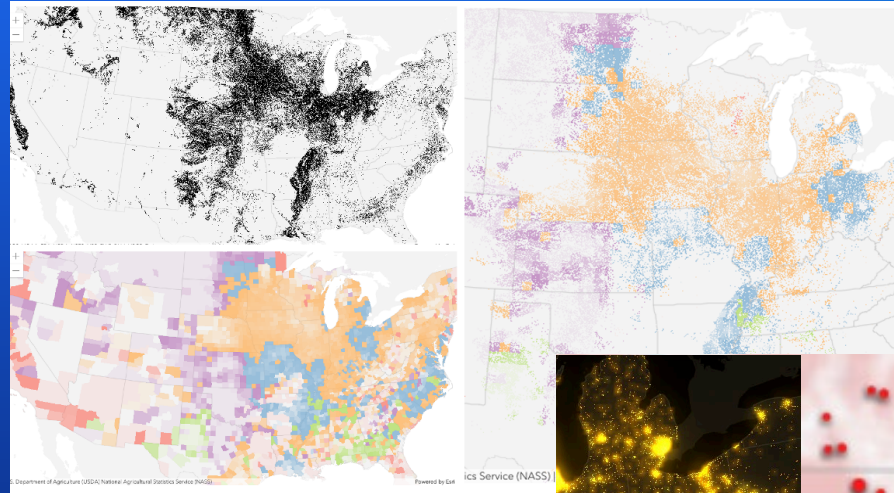 +
−
+
−
S. Department of Agriculture (USDA) National Agricultural Statistics Service (NASS)
Powered by Esri
ics Service (NASS) |